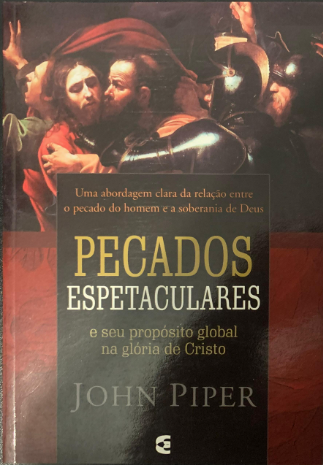 Uma abordagem clara da relação entre
o pecado do homem e a soberania de Deus
PECADOS
ESPETACULARES
e seu propósito global
na glória de Cristo
JOHN PIPER